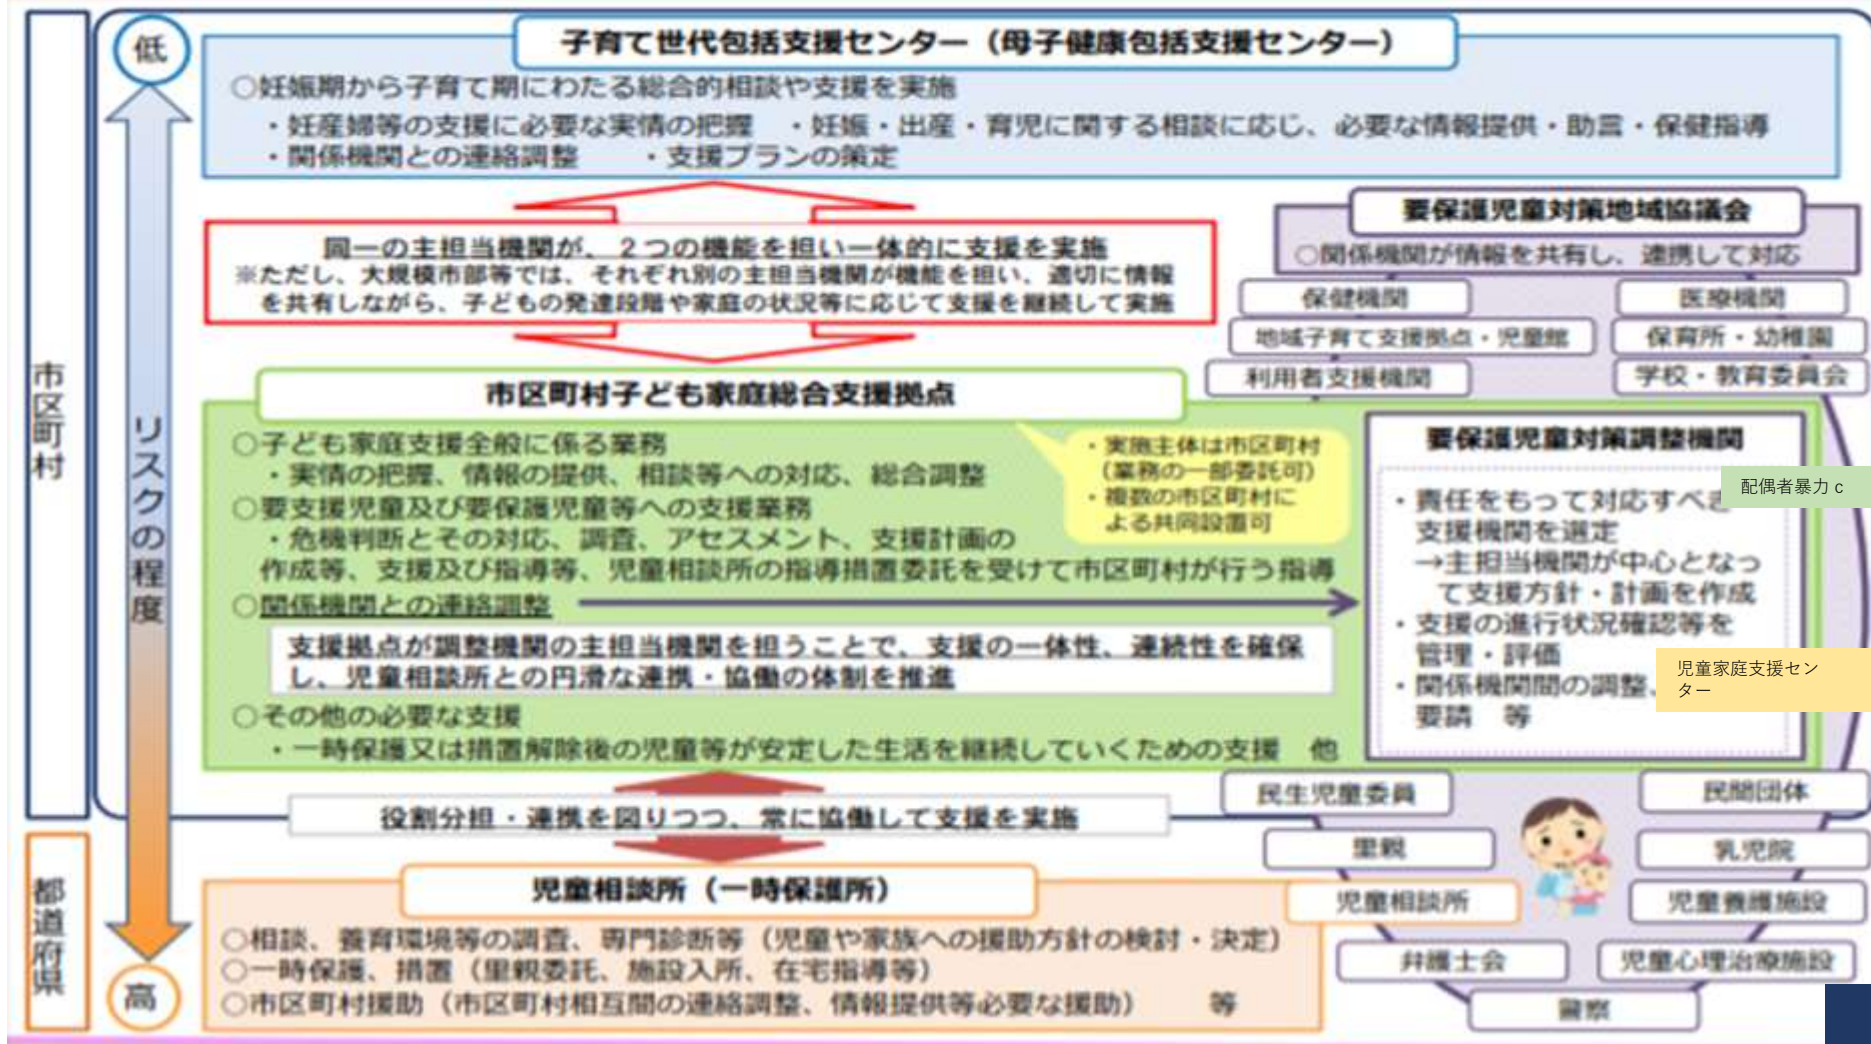 市区町村
都道府県
低
リスクの程度
高
子育て世代包括支援センター（母子健康包括支援センター）
○妊娠期から子育て期にわたる総合的相談や支援を実施
・妊産婦等の支援に必要な実情の把握　・妊娠・出産・育児に関する相談に応じ、必要な情報提供・助言・保健指導
・関係機関との連絡調整　・支援プランの策定
同一の主担当機関が、２つの機能を担い一体的に支援を実施
※ただし、大規模市部等では、それぞれ別の主担当機関が機能を担い、適切に情報
を共有しながら、子どもの発達段階や家庭の状況等に応じて支援を継続して実施
要保護児童対策地域協議会
○関係機関が情報を共有し、連携して対応
保健機関
医療機関
地域子育て支援拠点・児童館
保育所・幼稚園
利用者支援機関
学校・教育委員会
市区町村子ども家庭総合支援拠点
○子ども家庭支援全般に係る業務
・実情の把握、情報の提供、相談等への対応、総合調整
○要支援児童及び要保護児童等への支援業務
・危機判断とその対応、調査、アセスメント、支援計画の
作成等、支援及び指導等、児童相談所の指導措置委託を受けて市区町村が行う指導
○関係機関との連絡調整
支援拠点が調整機関の主担当機関を担うことで、支援の一体性、連続性を確保
し、児童相談所との円滑な連携・協働の体制を推進
○その他の必要な支援
・一時保護又は措置解除後の児童等が安定した生活を継続していくための支援　他
・実施主体は市区町村
（業務の一部委託可）
・複数の市区町村に
よる共同設置可
要保護児童対策調整機関
・責任をもって対応すべき
支援機関を選定
→主担当機関が中心となっ
て支援方針・計画を作成
・支援の進行状況確認等を
管理・評価
・関係機関間の調整、
要請　等
配偶者暴力ｃ
児童家庭支援セン
ター
役割分担・連携を図りつつ、常に協働して支援を実施
民生児童委員
民間団体
里親
乳児院
児童相談所
児童養護施設
弁護士会
児童心理治療施設
警察
児童相談所（一時保護所）
○相談、養育環境等の調査、専門診断等（児童や家族への援助方針の検討・決定）
○一時保護、措置（里親委託、施設入所、在宅指導等）
○市区町村援助（市区町村相互間の連絡調整、情報提供等必要な援助）　等